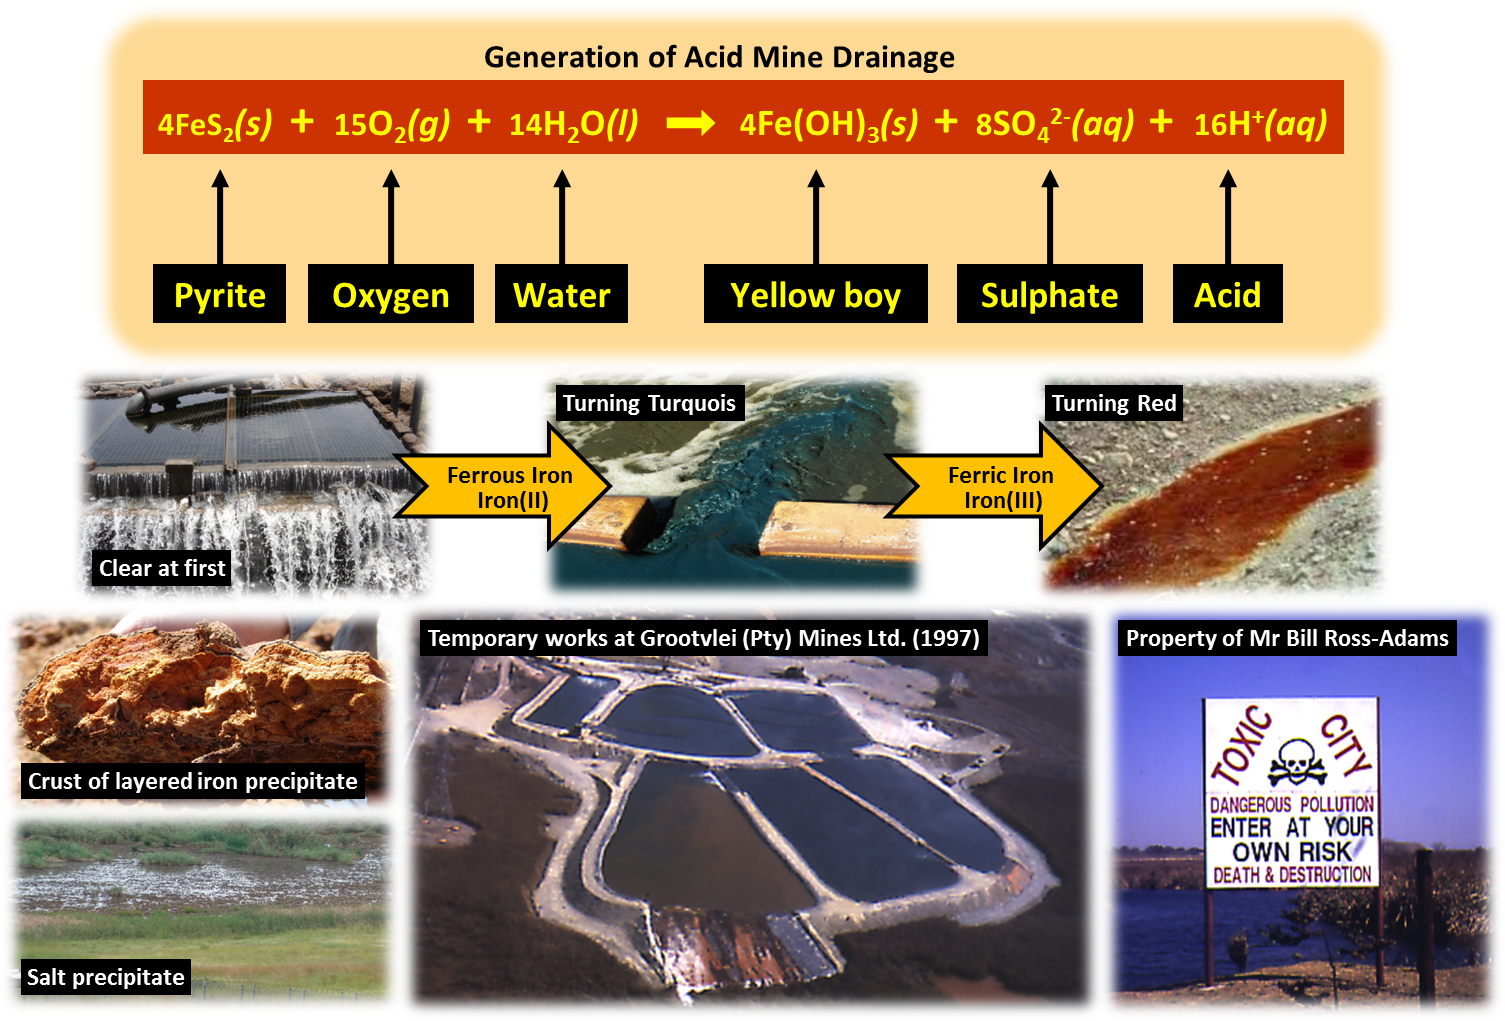 Generation of Acid Mine Drainage
4FeS₂(s) + 15O₂(g) + 14H₂O(l) ➡ 4Fe(OH)₃(s) + 8SO₄²⁻(aq) + 16H⁺(aq)
Pyrite Oxygen Water Yellow boy Sulphate Acid
Clear at first
Ferrous Iron
Iron(II)
Turning Turquois
Ferric Iron
Iron(III)
Turning Red
Crust of layered iron precipitate
Salt precipitate
Temporary works at Grootvlei (Pty) Mines Ltd. (1997)
Property of Mr Bill Ross-Adams
TOXIC CITY
DANGEROUS POLLUTION
ENTER AT YOUR
OWN RISK
DEATH & DESTRUCTION